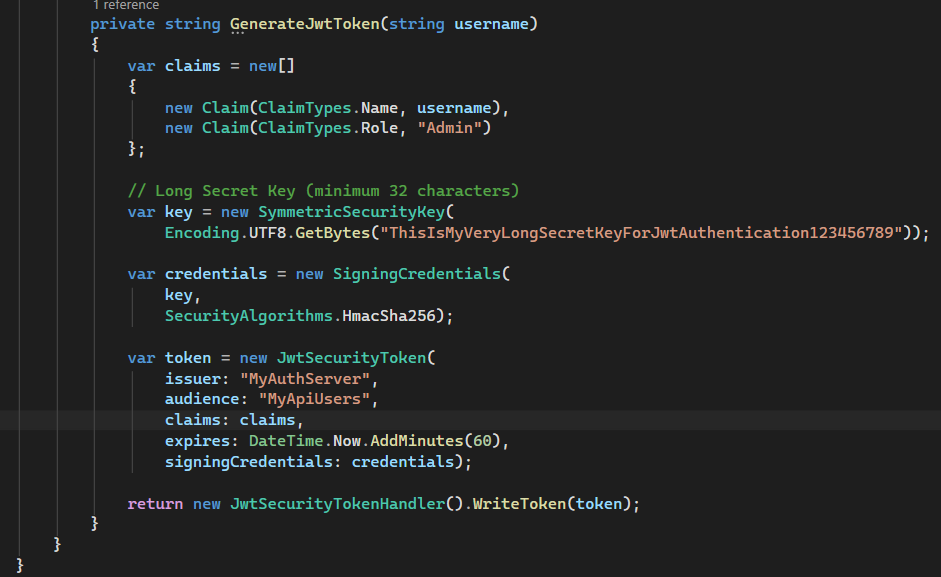 1 reference
private string GenerateJwtToken(string username)
{
var claims = new[]
{
new Claim(ClaimTypes.Name, username),
new Claim(ClaimTypes.Role, "Admin")
};
// Long Secret Key (minimum 32 characters)
var key = new SymmetricSecurityKey(
Encoding.UTF8.GetBytes("ThisIsMyVeryLongSecretKeyForJwtAuthentication123456789"));
var credentials = new SigningCredentials(
key,
SecurityAlgorithms.HmacSha256);
var token = new JwtSecurityToken(
issuer: "MyAuthServer",
audience: "MyApiUsers",
claims: claims,
expires: DateTime.Now.AddMinutes(60),
signingCredentials: credentials);
return new JwtSecurityTokenHandler().WriteToken(token);
}
}
}